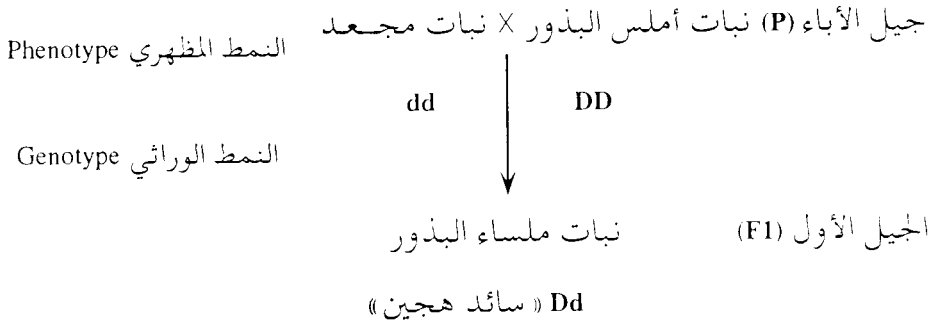 جيل الأباء (P) نبات أملس البذور X نبات مجعد
النمط المظهري Phenotype
DD dd
النمط الوراثي Genotype
الجيل الأول (F1) نبات ملساء البذور
Dd « سائد هجين »